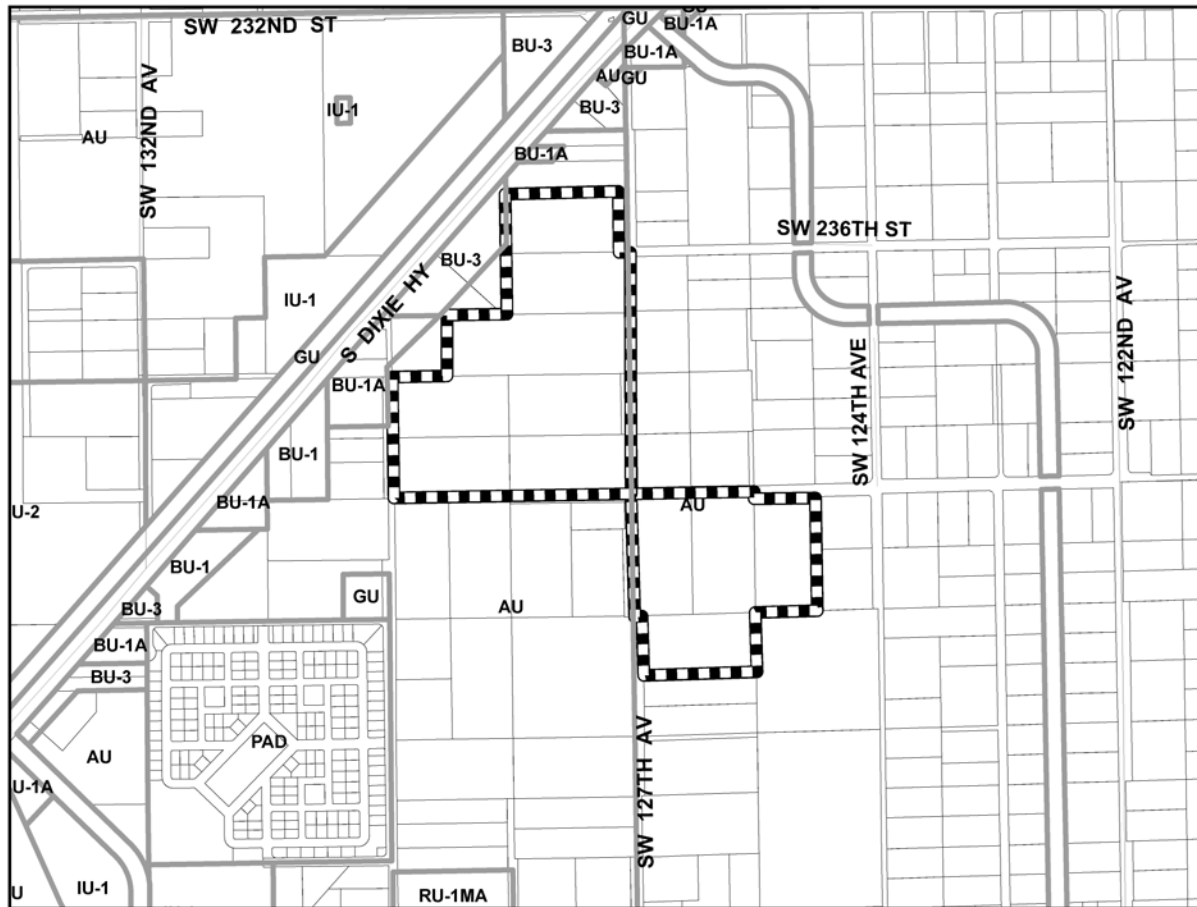 GU
GU
BU-1A
SW 232ND ST
BU-3
BU-1A
AU
GU
IU-1
BU-3
AU
SW 132ND AV
BU-1A
SW 236TH ST
BU-3
IU-1
S DIXIE HY
GU
SW 122ND AV
BU-1A
SW 124TH AVE
BU-1
BU-1A
AU
U-2
BU-1
GU
AU
BU-3
BU-1A
BU-3
PAD
AU
SW 127TH AV
U-1A
IU-1
U
RU-1MA